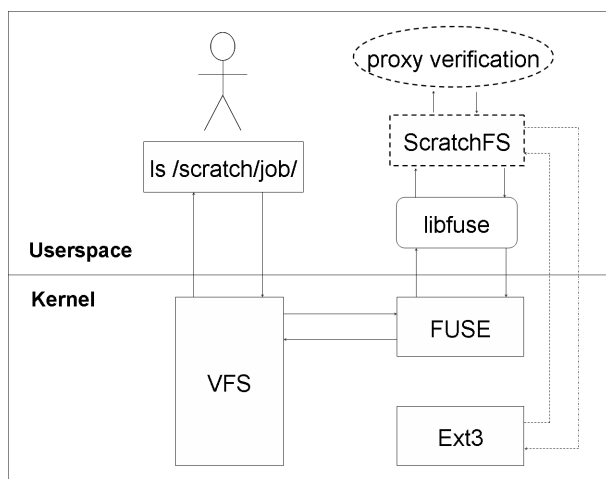 proxy verification
ls /scratch/job/
ScratchFS
libfuse
Userspace
Kernel
VFS
FUSE
Ext3